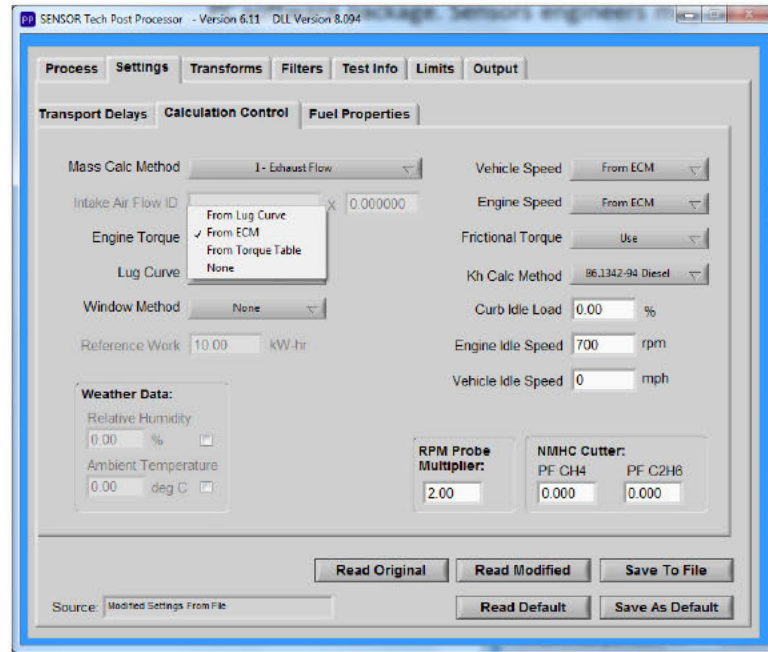 package. Sensors engineers m
PP SENSOR Tech Post Processor - Version 6.11 DLL Version 8.094
Process Settings Transforms Filters Test Info Limits Output
Transport Delays Calculation Control Fuel Properties
Mass Calc Method 1 - Exhaust Flow
Vehicle Speed From ECM
Intake Air Flow ID X 0.000000
Engine Speed From ECM
From Lug Curve
Engine Torque ✓ From ECM
From Torque Table
None
Frictional Torque Use
Lug Curve
Kh Calc Method 86.1342-94 Diesel
Window Method None
Curb Idle Load 0.00 %
Reference Work 10.00 kW-hr
Engine Idle Speed 700 rpm
Vehicle Idle Speed 0 mph
Weather Data:
Relative Humidity
0.00 %
Ambient Temperature
0.00 deg C
RPM Probe
Multiplier:
2.00
NMHC Cutter:
PF CH4 PF C2H6
0.000 0.000
Read Original Read Modified Save To File
Source: Modified Settings From File
Read Default Save As Default